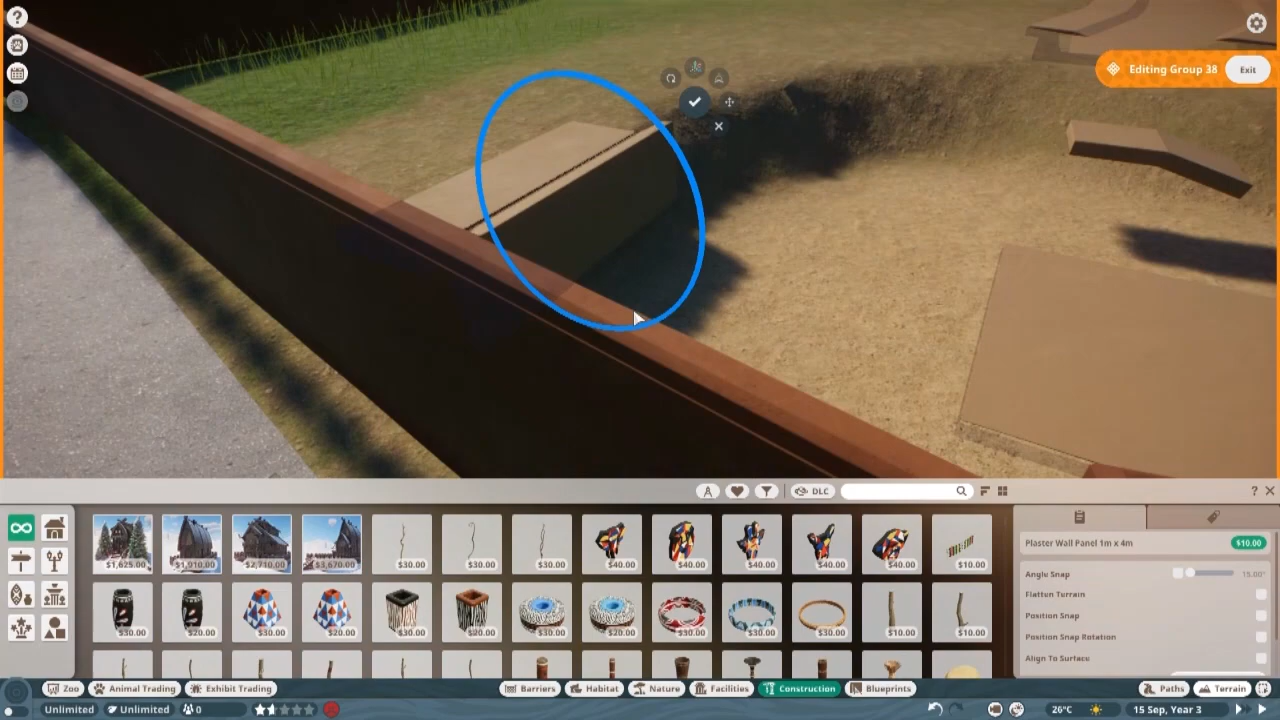 ?
Editing Group 38 Exit
DLC
? ×
$1,625.00 $1,910.00 $2,710.00 $3,670.00 $30.00 $30.00 $30.00 $40.00 $40.00 $40.00 $40.00 $40.00 $10.00
Plaster Wall Panel 1m x 4m $10.00
Angle Snap 15.00°
Flatten Terrain
$30.00 $20.00 $30.00 $20.00 $30.00 $20.00 $30.00 $20.00 $30.00 $30.00 $30.00 $10.00 $10.00
Position Snap
Position Snap Rotation
Align To Surface
Zoo Animal Trading Exhibit Trading Barriers Habitat Nature Facilities Construction Blueprints Paths Terrain
Unlimited Unlimited 0 26°C 15 Sep, Year 3